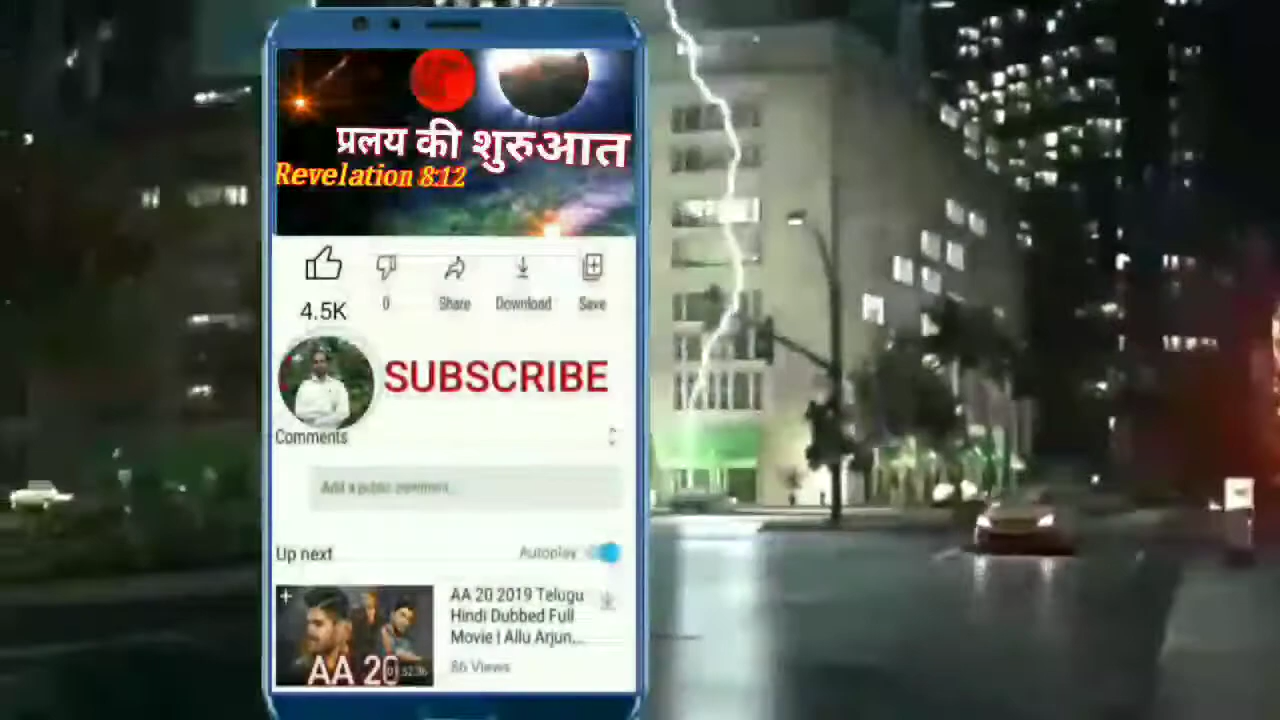 प्रलय की शुरुआत
Revelation 8:12
4.5K
0
Share
Download
Save
SUBSCRIBE
Comments
Add a public comment...
Up next
Autoplay
AA 20
AA 20 2019 Telugu
Hindi Dubbed Full
Movie | Allu Arjun...
86 Views